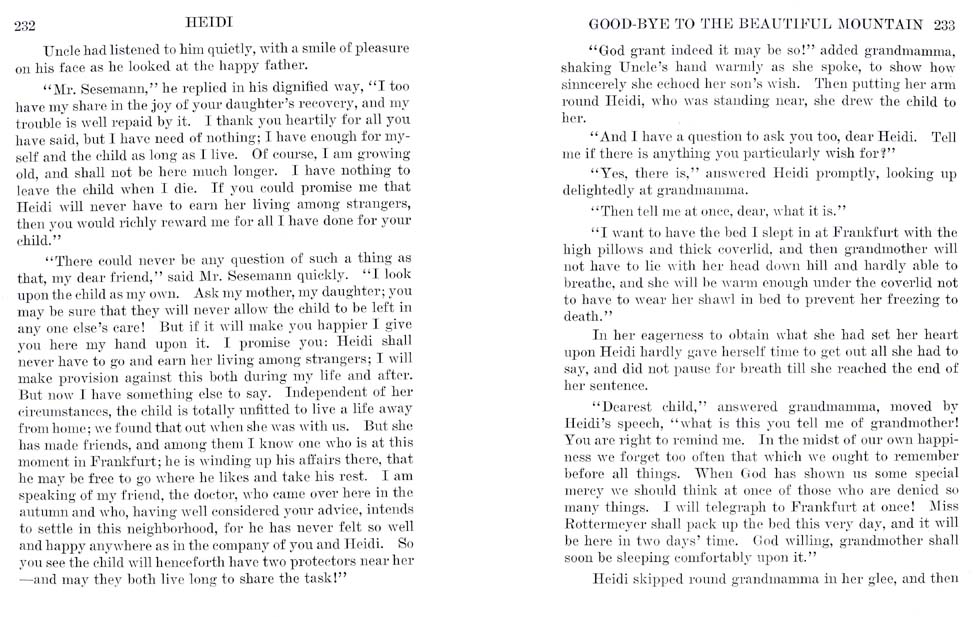 232 HEIDI
Uncle had listened to him quietly, with a smile of pleasure
on his face as he looked at the happy father.
"Mr. Sesemann," he replied in his dignified way, "I too
have my share in the joy of your daughter's recovery, and my
trouble is well repaid by it. I thank you heartily for all you
have said, but I have need of nothing; I have enough for my-
self and the child as long as I live. Of course, I am growing
old, and shall not be here much longer. I have nothing to
leave the child when I die. If you could promise me that
Heidi will never have to earn her living among strangers,
then you would richly reward me for all I have done for your
child."
"There could never be any question of such a thing as
that, my dear friend," said Mr. Sesemann quickly. "I look
upon the child as my own. Ask my mother, my daughter; you
may be sure that they will never allow the child to be left in
any one else's care! But if it will make you happier I give
you here my hand upon it. I promise you: Heidi shall
never have to go and earn her living among strangers; I will
make provision against this both during my life and after.
But now I have something else to say. Independent of her
circumstances, the child is totally unfitted to live a life away
from home; we found that out when she was with us. But she
has made friends, and among them I know one who is at this
moment in Frankfurt; he is winding up his affairs there, that
he may be free to go where he likes and take his rest. I am
speaking of my friend, the doctor, who came over here in the
autumn and who, having well considered your advice, intends
to settle in this neighborhood, for he has never felt so well
and happy anywhere as in the company of you and Heidi. So
you see the child will henceforth have two protectors near her
—and may they both live long to share the task!"
GOOD-BYE TO THE BEAUTIFUL MOUNTAIN 233
"God grant indeed it may be so!" added grandmamma,
shaking Uncle's hand warmly as she spoke, to show how
sinncerely she echoed her son's wish. Then putting her arm
round Heidi, who was standing near, she drew the child to
her.
"And I have a question to ask you too, dear Heidi. Tell
me if there is anything you particularly wish for?"
"Yes, there is," answered Heidi promptly, looking up
delightedly at grandmamma.
"Then tell me at once, dear, what it is."
"I want to have the bed I slept in at Frankfurt with the
high pillows and thick coverlid, and then grandmother will
not have to lie with her head down hill and hardly able to
breathe, and she will be warm enough under the coverlid not
to have to wear her shawl in bed to prevent her freezing to
death."
In her eagerness to obtain what she had set her heart
upon Heidi hardly gave herself time to get out all she had to
say, and did not pause for breath till she reached the end of
her sentence.
"Dearest child," answered grandmamma, moved by
Heidi's speech, "what is this you tell me of grandmother!
You are right to remind me. In the midst of our own happi-
ness we forget too often that which we ought to remember
before all things. When God has shown us some special
mercy we should think at once of those who are denied so
many things. I will telegraph to Frankfurt at once! Miss
Rottermeyer shall pack up the bed this very day, and it will
be here in two days' time. God willing, grandmother shall
soon be sleeping comfortably upon it."
Heidi skipped round grandmamma in her glee, and then